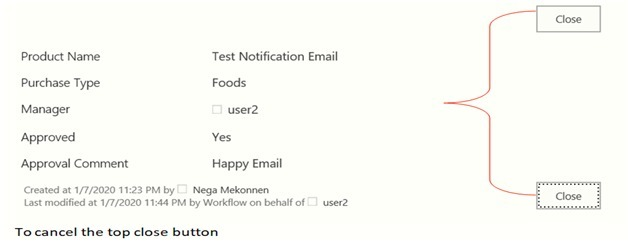 Close
Product Name Test Notification Email
Purchase Type Foods
Manager user2
Approved Yes
Approval Comment Happy Email
Created at 1/7/2020 11:23 PM by Nega Mekonnen
Last modified at 1/7/2020 11:44 PM by Workflow on behalf of user2
Close
To cancel the top close button